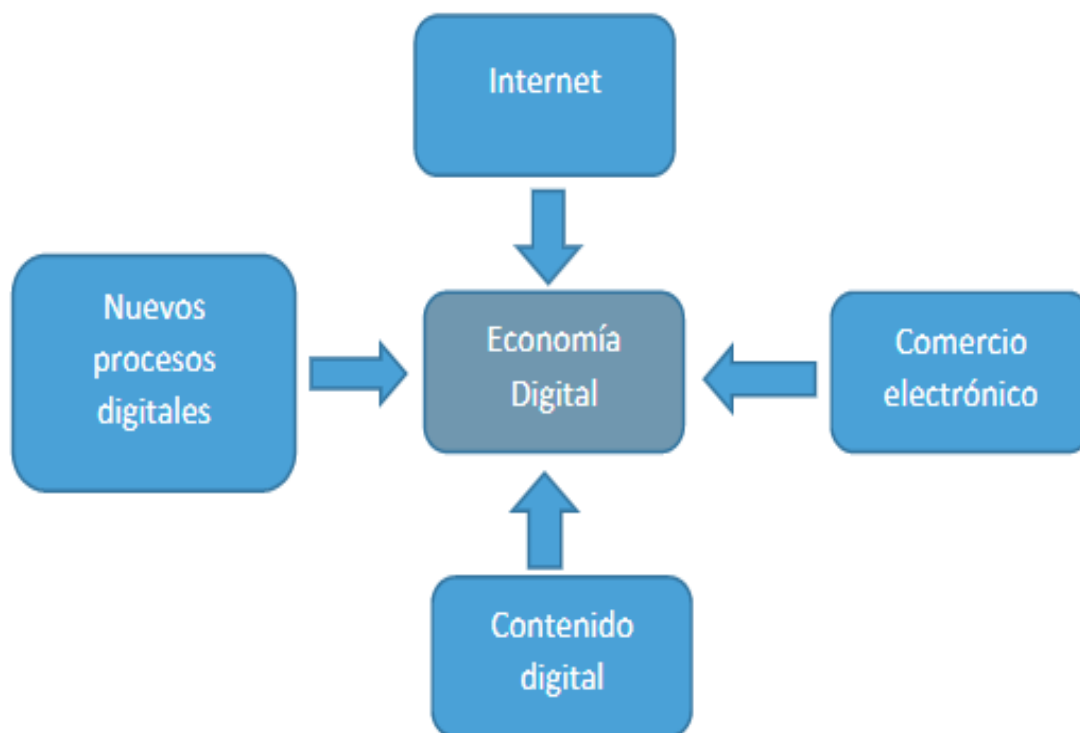 Internet
Nuevos
procesos
digitales
Economía
Digital
Comercio
electrónico
Contenido
digital